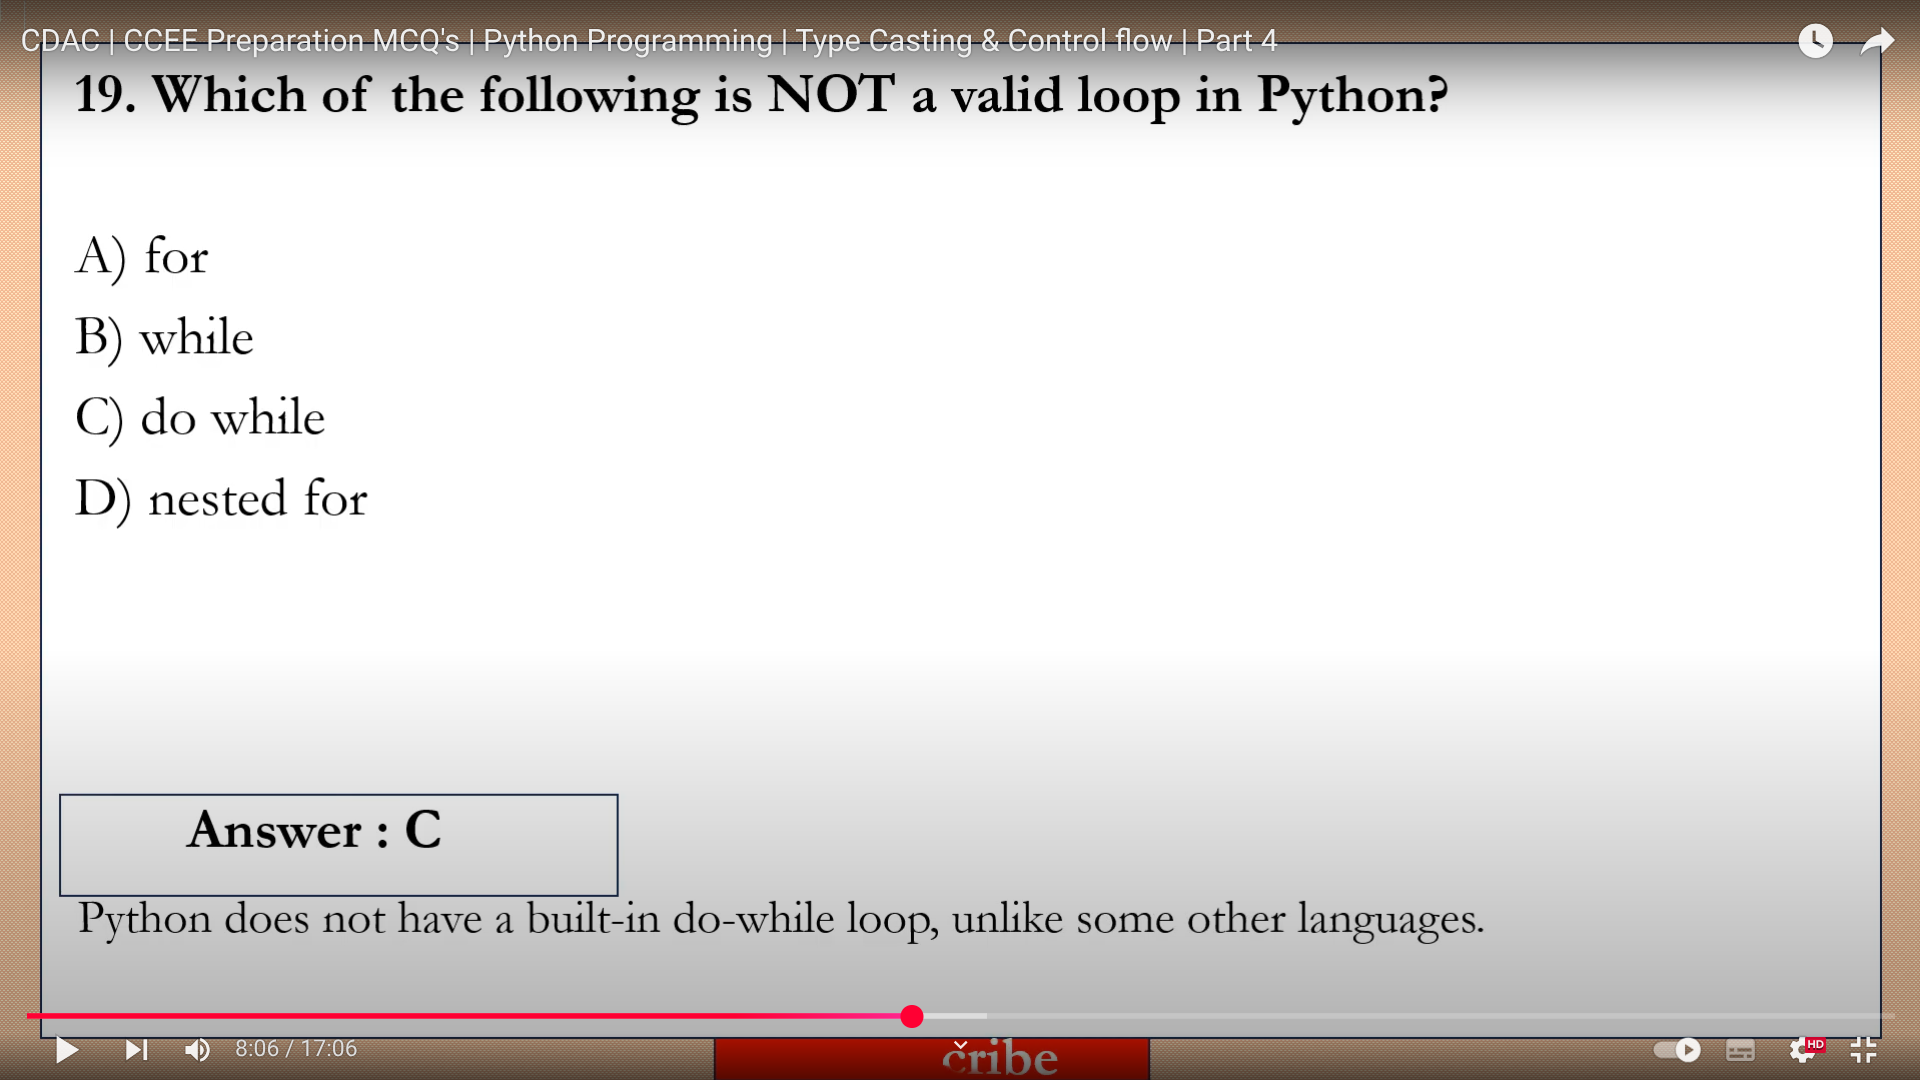 CDAC | CCEE Preparation MCQ's | Python Programming | Type Casting & Control flow | Part 4
19. Which of the following is NOT a valid loop in Python?
A) for
B) while
C) do while
D) nested for
Answer : C
Python does not have a built-in do-while loop, unlike some other languages.
8:06 / 17:06
cribe
HD